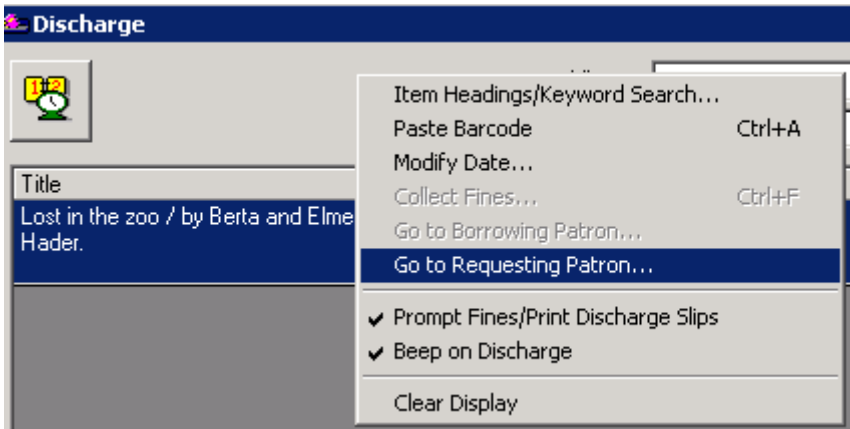 Discharge
Item Headings/Keyword Search...
Paste Barcode Ctrl+A
Modify Date...
Collect Fines... Ctrl+F
Go to Borrowing Patron...
Go to Requesting Patron...
Prompt Fines/Print Discharge Slips
Beep on Discharge
Clear Display
Title
Lost in the zoo / by Berta and Elme
Hader.